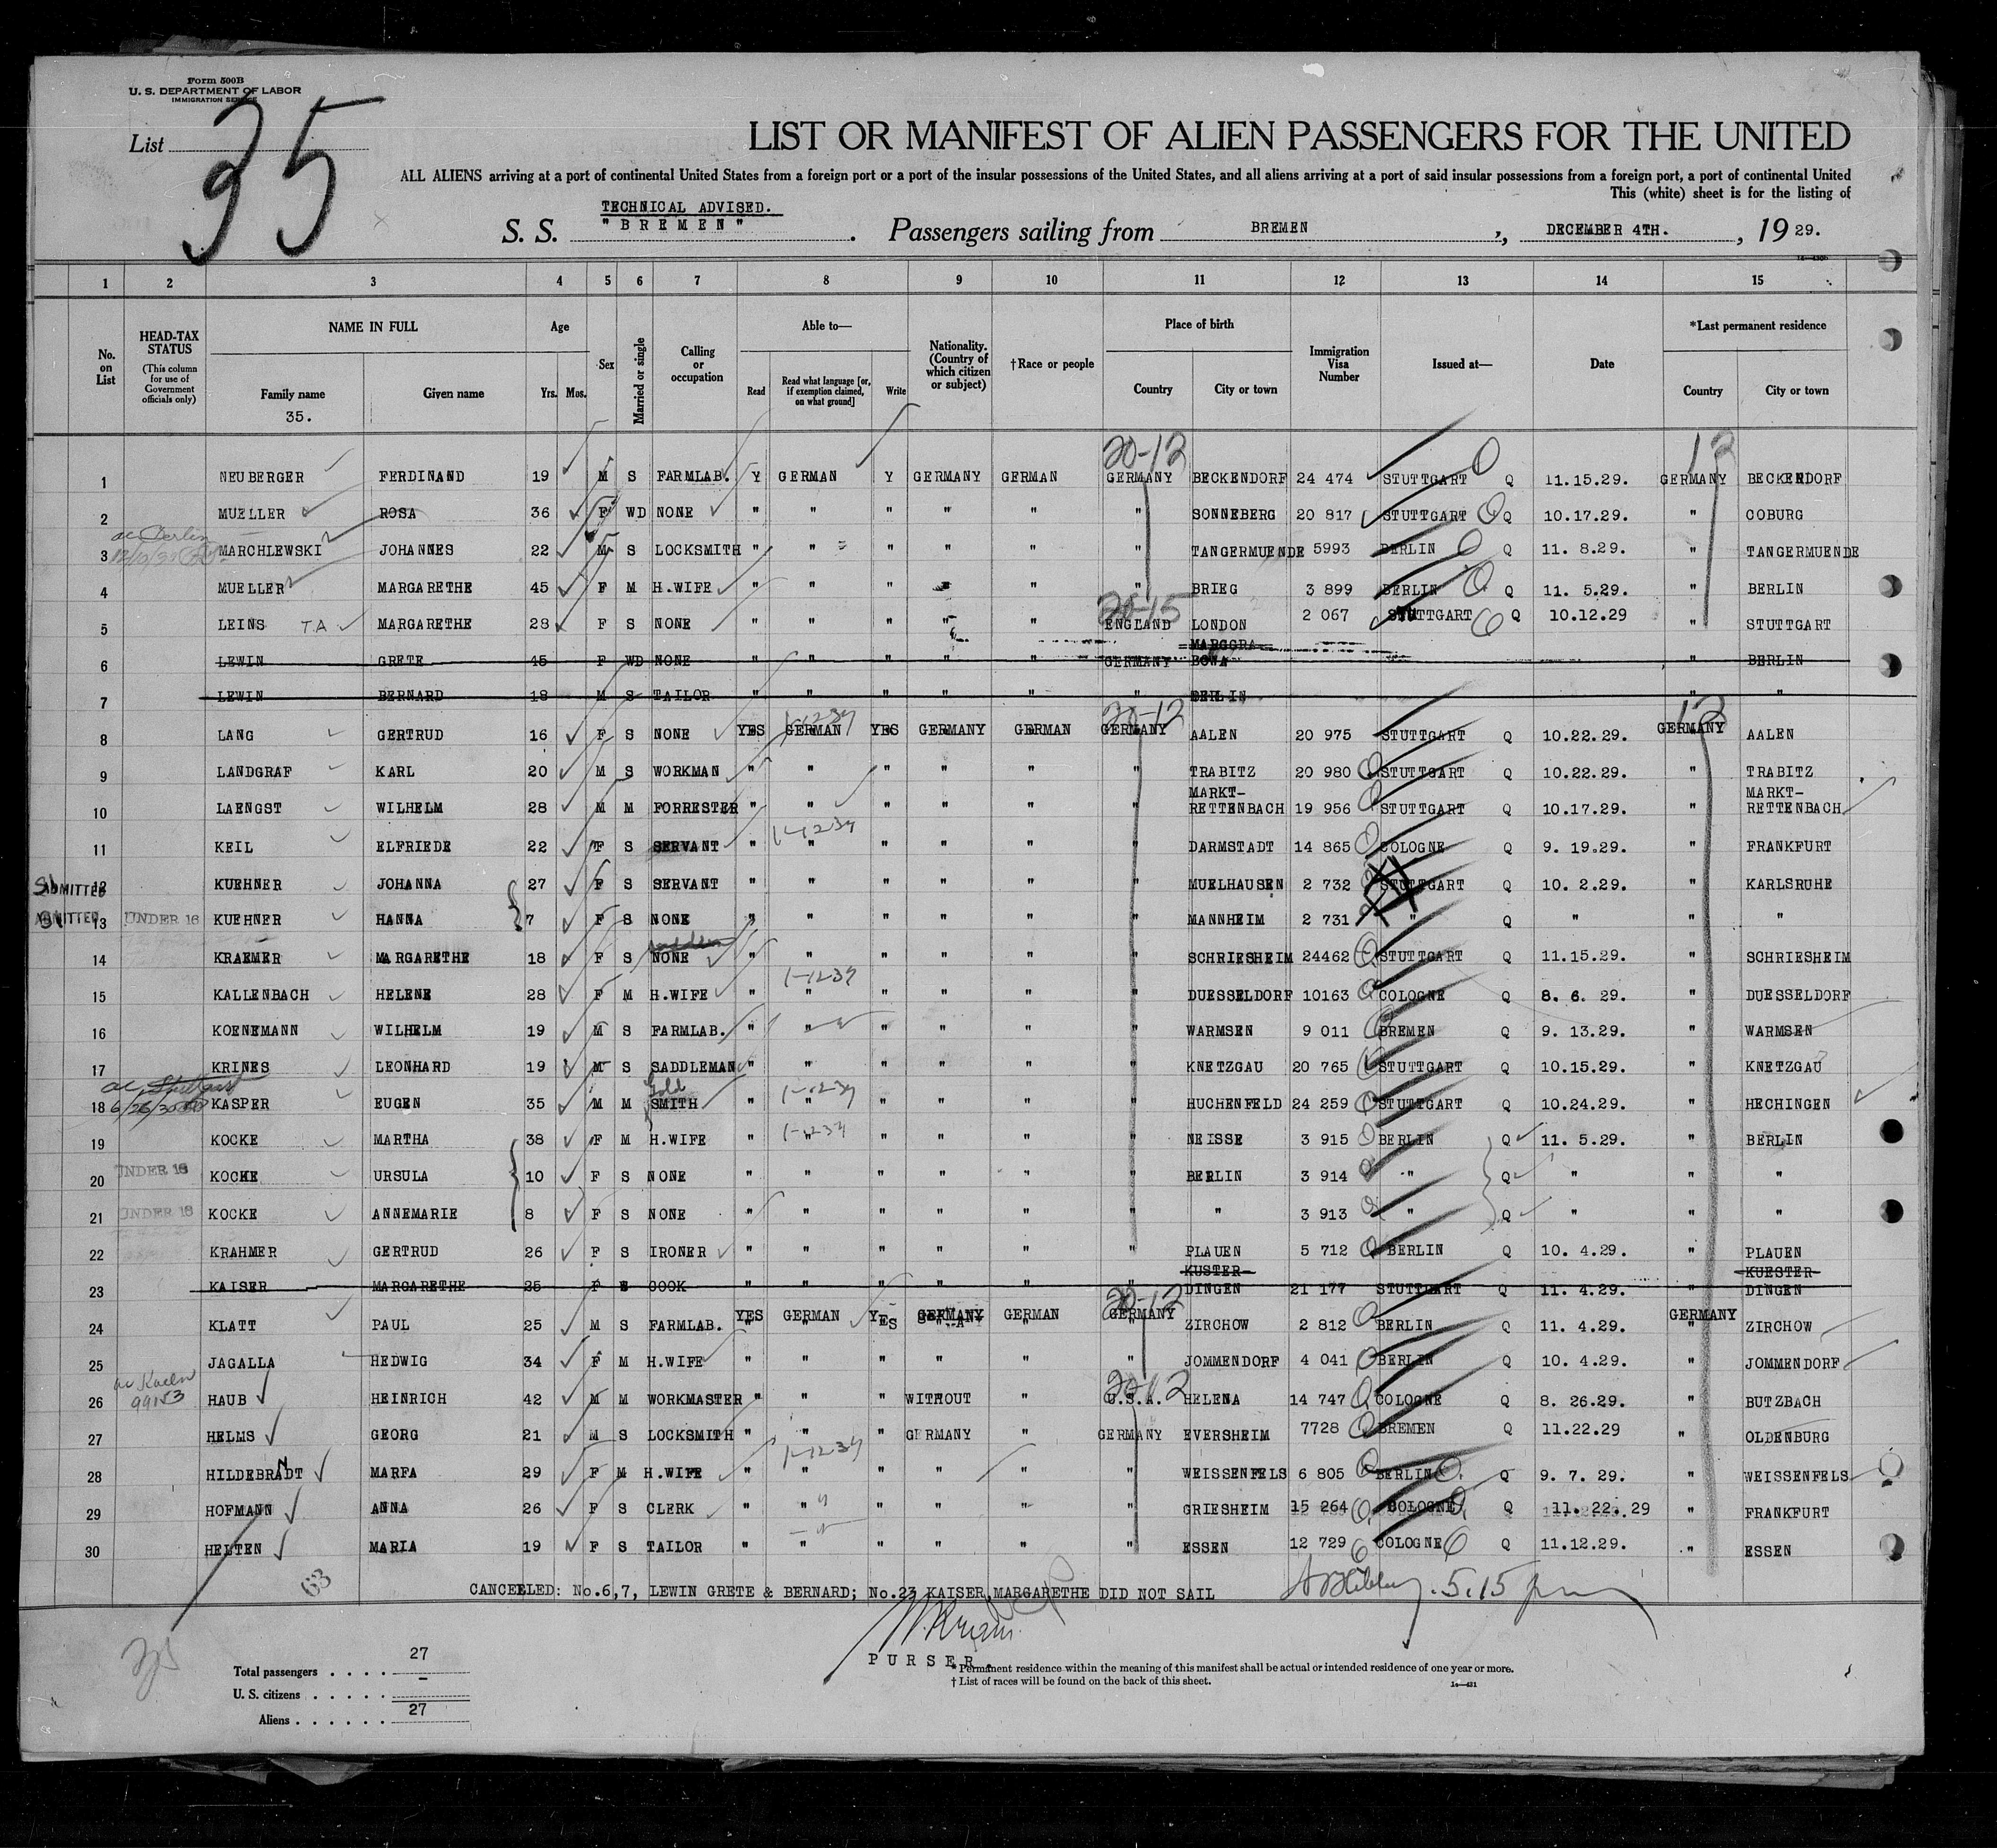 Form 500B
U. S. DEPARTMENT OF LABOR
IMMIGRATION SERVICE
List 35
LIST OR MANIFEST OF ALIEN PASSENGERS FOR THE UNITED
ALL ALIENS arriving at a port of continental United States from a foreign port or a port of the insular possessions of the United States, and all aliens arriving at a port of said insular possessions from a foreign port, a port of continental United
This (white) sheet is for the listing of
TECHNICAL ADVISED.
S. S. "BREMEN". Passengers sailing from BREMEN, DECEMBER 4TH., 1929.
1 2 3 4 5 6 7 8 9 10 11 12 13 14 15
No. on List
HEAD-TAX STATUS (This column for use of Government officials only)
NAME IN FULL Family name Given name
35.
Age Yrs. Mos.
Sex
Married or single
Calling or occupation
Able to— Read Read what language [or, if exemption claimed, on what ground] Write
Nationality. (Country of which citizen or subject)
†Race or people
Place of birth Country City or town
Immigration Visa Number
Issued at—
Date
*Last permanent residence Country City or town
20-12 12
1 NEUBERGER FERDINAND 19 M S FARMLAB. Y GERMAN Y GERMANY GERMAN GERMANY BECKENDORF 24 474 STUTTGART Q 11.15.29. GERMANY BECKENDORF
2 MUELLER ROSA 36 F WD NONE " " " " " " SONNEBERG 20 817 STUTTGART Q 10.17.29. " COBURG
3 MARCHLEWSKI JOHANNES 22 M S LOCKSMITH " " " " " " TANGERMUENDE 5993 BERLIN Q 11. 8.29. " TANGERMUENDE
4 MUELLER MARGARETHE 45 F M H.WIFE " " " " " " BRIEG 3 899 BERLIN Q 11. 5.29. " BERLIN
20-15
5 LEINS T.A MARGARETHE 28 F S NONE " " " " " ENGLAND LONDON 2 067 STUTTGART Q 10.12.29 " STUTTGART
6 LEWIN GRETE 45 F WD NONE " " " " " GERMANY MARGGRA BOWA " BERLIN
7 LEWIN BERNARD 18 M S TAILOR " " " " " " BERLIN " "
1-1234 20-12 12
8 LANG GERTRUD 16 F S NONE YES GERMAN YES GERMANY GERMAN GERMANY AALEN 20 975 STUTTGART Q 10.22.29. GERMANY AALEN
9 LANDGRAF KARL 20 M S WORKMAN " " " " " " TRABITZ 20 980 STUTTGART Q 10.22.29. " TRABITZ
10 LAENGST WILHELM 28 M M FORRESTER " " " " " " MARKT-RETTENBACH 19 956 STUTTGART Q 10.17.29. " MARKT-RETTENBACH
11 KEIL ELFRIEDE 22 F S SERVANT " " " " " " DARMSTADT 14 865 COLOGNE Q 9. 19.29. " FRANKFURT
ADMITTED 12 KUEHNER JOHANNA 27 F S SERVANT " " " " " " MUELHAUSEN 2 732 STUTTGART Q 10. 2.29. " KARLSRUHE
ADMITTED 13 UNDER 16 KUEHNER HANNA 7 F S NONE " " " " " " MANNHEIM 2 731 " Q " " "
14 KRAEMER MARGARETHE 18 F S NONE " " " " " " SCHRIESHEIM 24462 STUTTGART Q 11.15.29. " SCHRIESHEIM
15 KALLENBACH HELENE 28 F M H.WIFE " " " " " " DUESSELDORF 10163 COLOGNE Q 8. 6. 29. " DUESSELDORF
16 KOENEMANN WILHELM 19 M S FARMLAB. " " " " " " WARMSEN 9 011 BREMEN Q 9. 13.29. " WARMSEN
17 KRINES LEONHARD 19 M S SADDLEMAN " " " " " " KNETZGAU 20 765 STUTTGART Q 10.15.29. " KNETZGAU
18 KASPER EUGEN 35 M M Gold SMITH " " " " " " HUCHENFELD 24 259 STUTTGART Q 10.24.29. " HECHINGEN
19 KOCKE MARTHA 38 F M H.WIFE " " " " " " NEISSE 3 915 BERLIN Q 11. 5.29. " BERLIN
20 UNDER 16 KOCKE URSULA 10 F S NONE " " " " " " BERLIN 3 914 " Q " " "
21 UNDER 16 KOCKE ANNEMARIE 8 F S NONE " " " " " " " 3 913 " Q " " "
22 KRAHMER GERTRUD 26 F S IRONER " " " " " " PLAUEN 5 712 BERLIN Q 10. 4.29. " PLAUEN
23 KAISER MARGARETHE 25 F S COOK " " " " " " KUSTER-DINGEN 21 177 STUTTGART Q 11. 4.29. " KUESTER-DINGEN
20-12
24 KLATT PAUL 25 M S FARMLAB. YES GERMAN YES GERMANY GERMAN GERMANY ZIRCHOW 2 812 BERLIN Q 11. 4.29. GERMANY ZIRCHOW
25 JAGALLA HEDWIG 34 F M H.WIFE " " " " " " JOMMENDORF 4 041 BERLIN Q 10. 4.29. " JOMMENDORF
26 99153 HAUB HEINRICH 42 M M WORKMASTER " " " WITHOUT " U.S.A. HELENA 14 747 COLOGNE Q 8. 26.29. " BUTZBACH
27 HELMS GEORG 21 M S LOCKSMITH " " " GERMANY " GERMANY EVERSHEIM 7728 BREMEN Q 11.22.29 " OLDENBURG
28 HILDEBRANDT MARFA 29 F M H.WIFE " " " " " " WEISSENFELS 6 805 BERLIN Q 9. 7. 29. " WEISSENFELS
29 HOFMANN ANNA 26 F S CLERK " " " " " " GRIESHEIM 15 264 COLOGNE Q 11. 22. 29 " FRANKFURT
30 HELTEN MARIA 19 F S TAILOR " " " " " " ESSEN 12 729 COLOGNE Q 11.12.29. " ESSEN
63
CANCELLED: No.6,7, LEWIN GRETE & BERNARD; No.23 KAISER,MARGARETHE DID NOT SAIL 5.15 pm
PURSER.
Total passengers . . . . 27
U. S. citizens . . . . . –
Aliens . . . . . . 27
* Permanent residence within the meaning of this manifest shall be actual or intended residence of one year or more.
† List of races will be found on the back of this sheet.